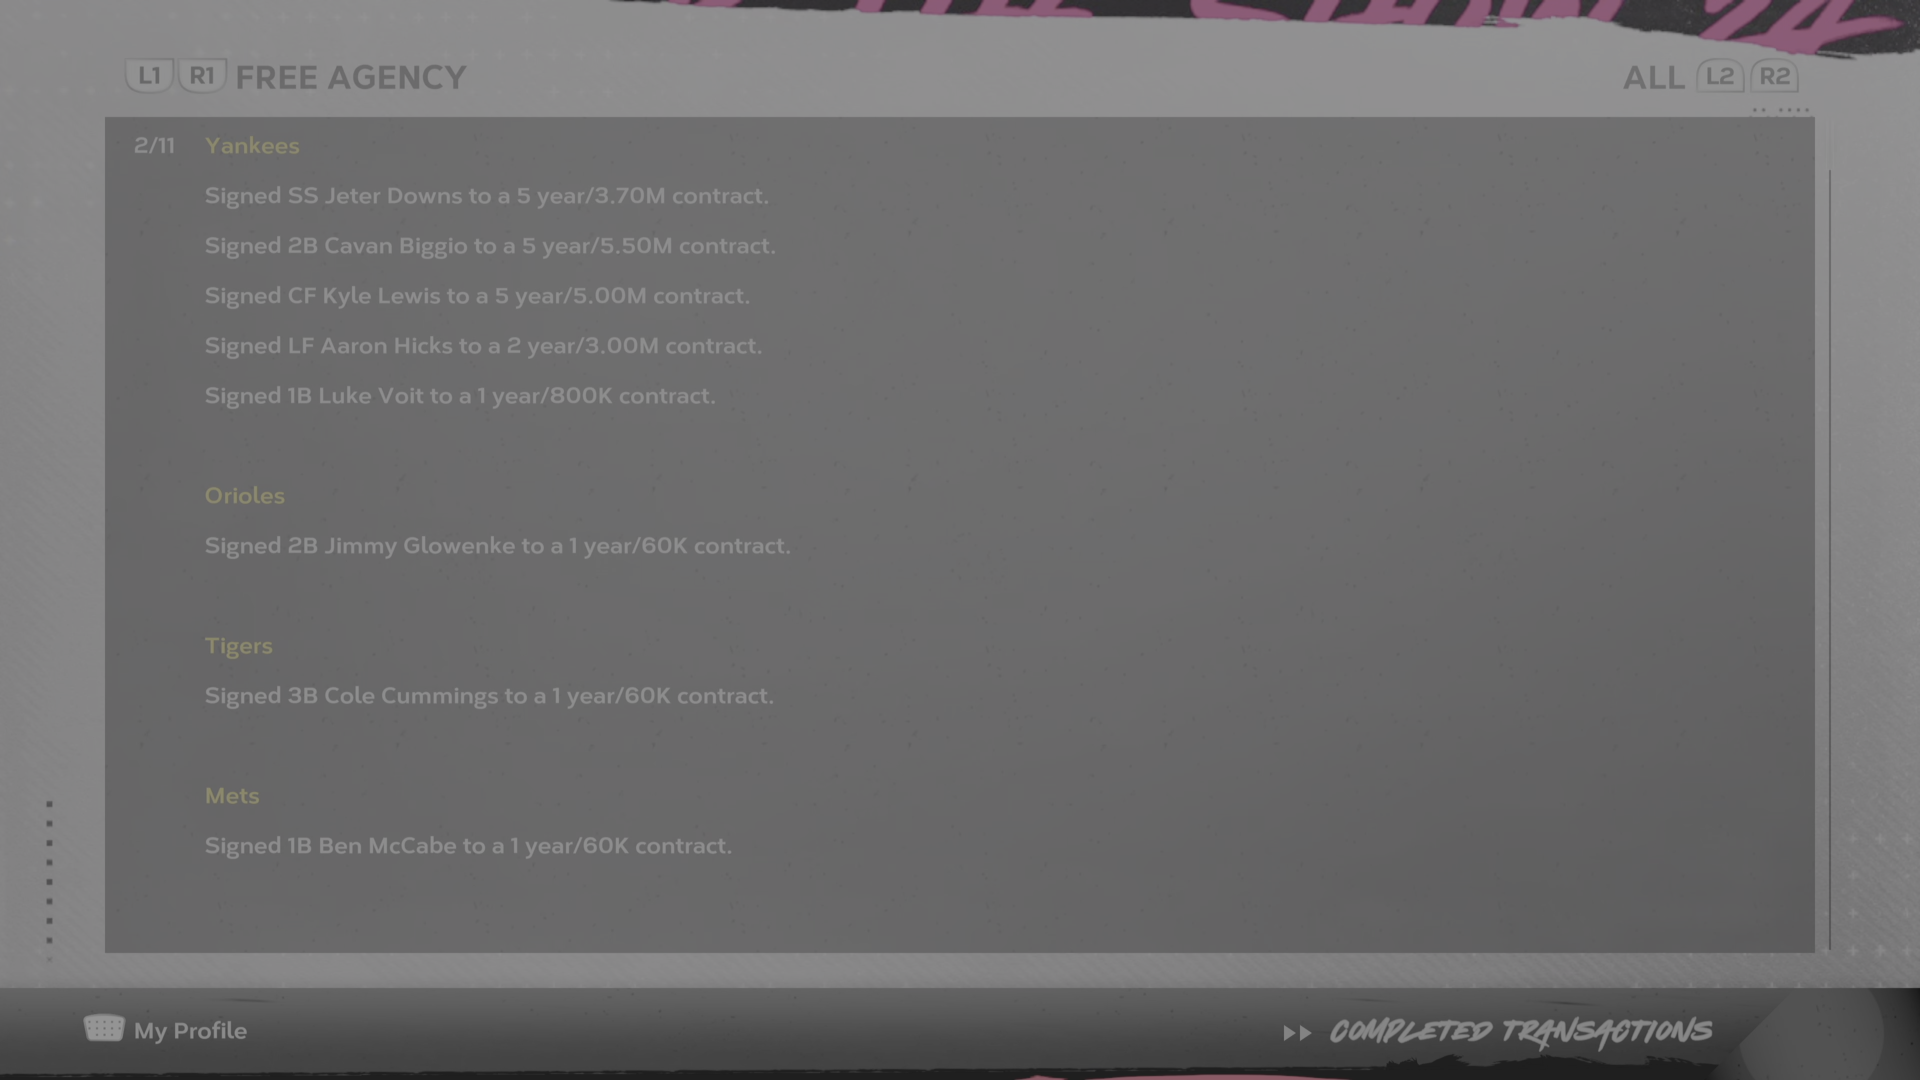 THE SHOW 24
L1 R1 FREE AGENCY
ALL L2 R2
2/11 Yankees
Signed SS Jeter Downs to a 5 year/3.70M contract.
Signed 2B Cavan Biggio to a 5 year/5.50M contract.
Signed CF Kyle Lewis to a 5 year/5.00M contract.
Signed LF Aaron Hicks to a 2 year/3.00M contract.
Signed 1B Luke Voit to a 1 year/800K contract.
Orioles
Signed 2B Jimmy Glowenke to a 1 year/60K contract.
Tigers
Signed 3B Cole Cummings to a 1 year/60K contract.
Mets
Signed 1B Ben McCabe to a 1 year/60K contract.
My Profile
COMPLETED TRANSACTIONS